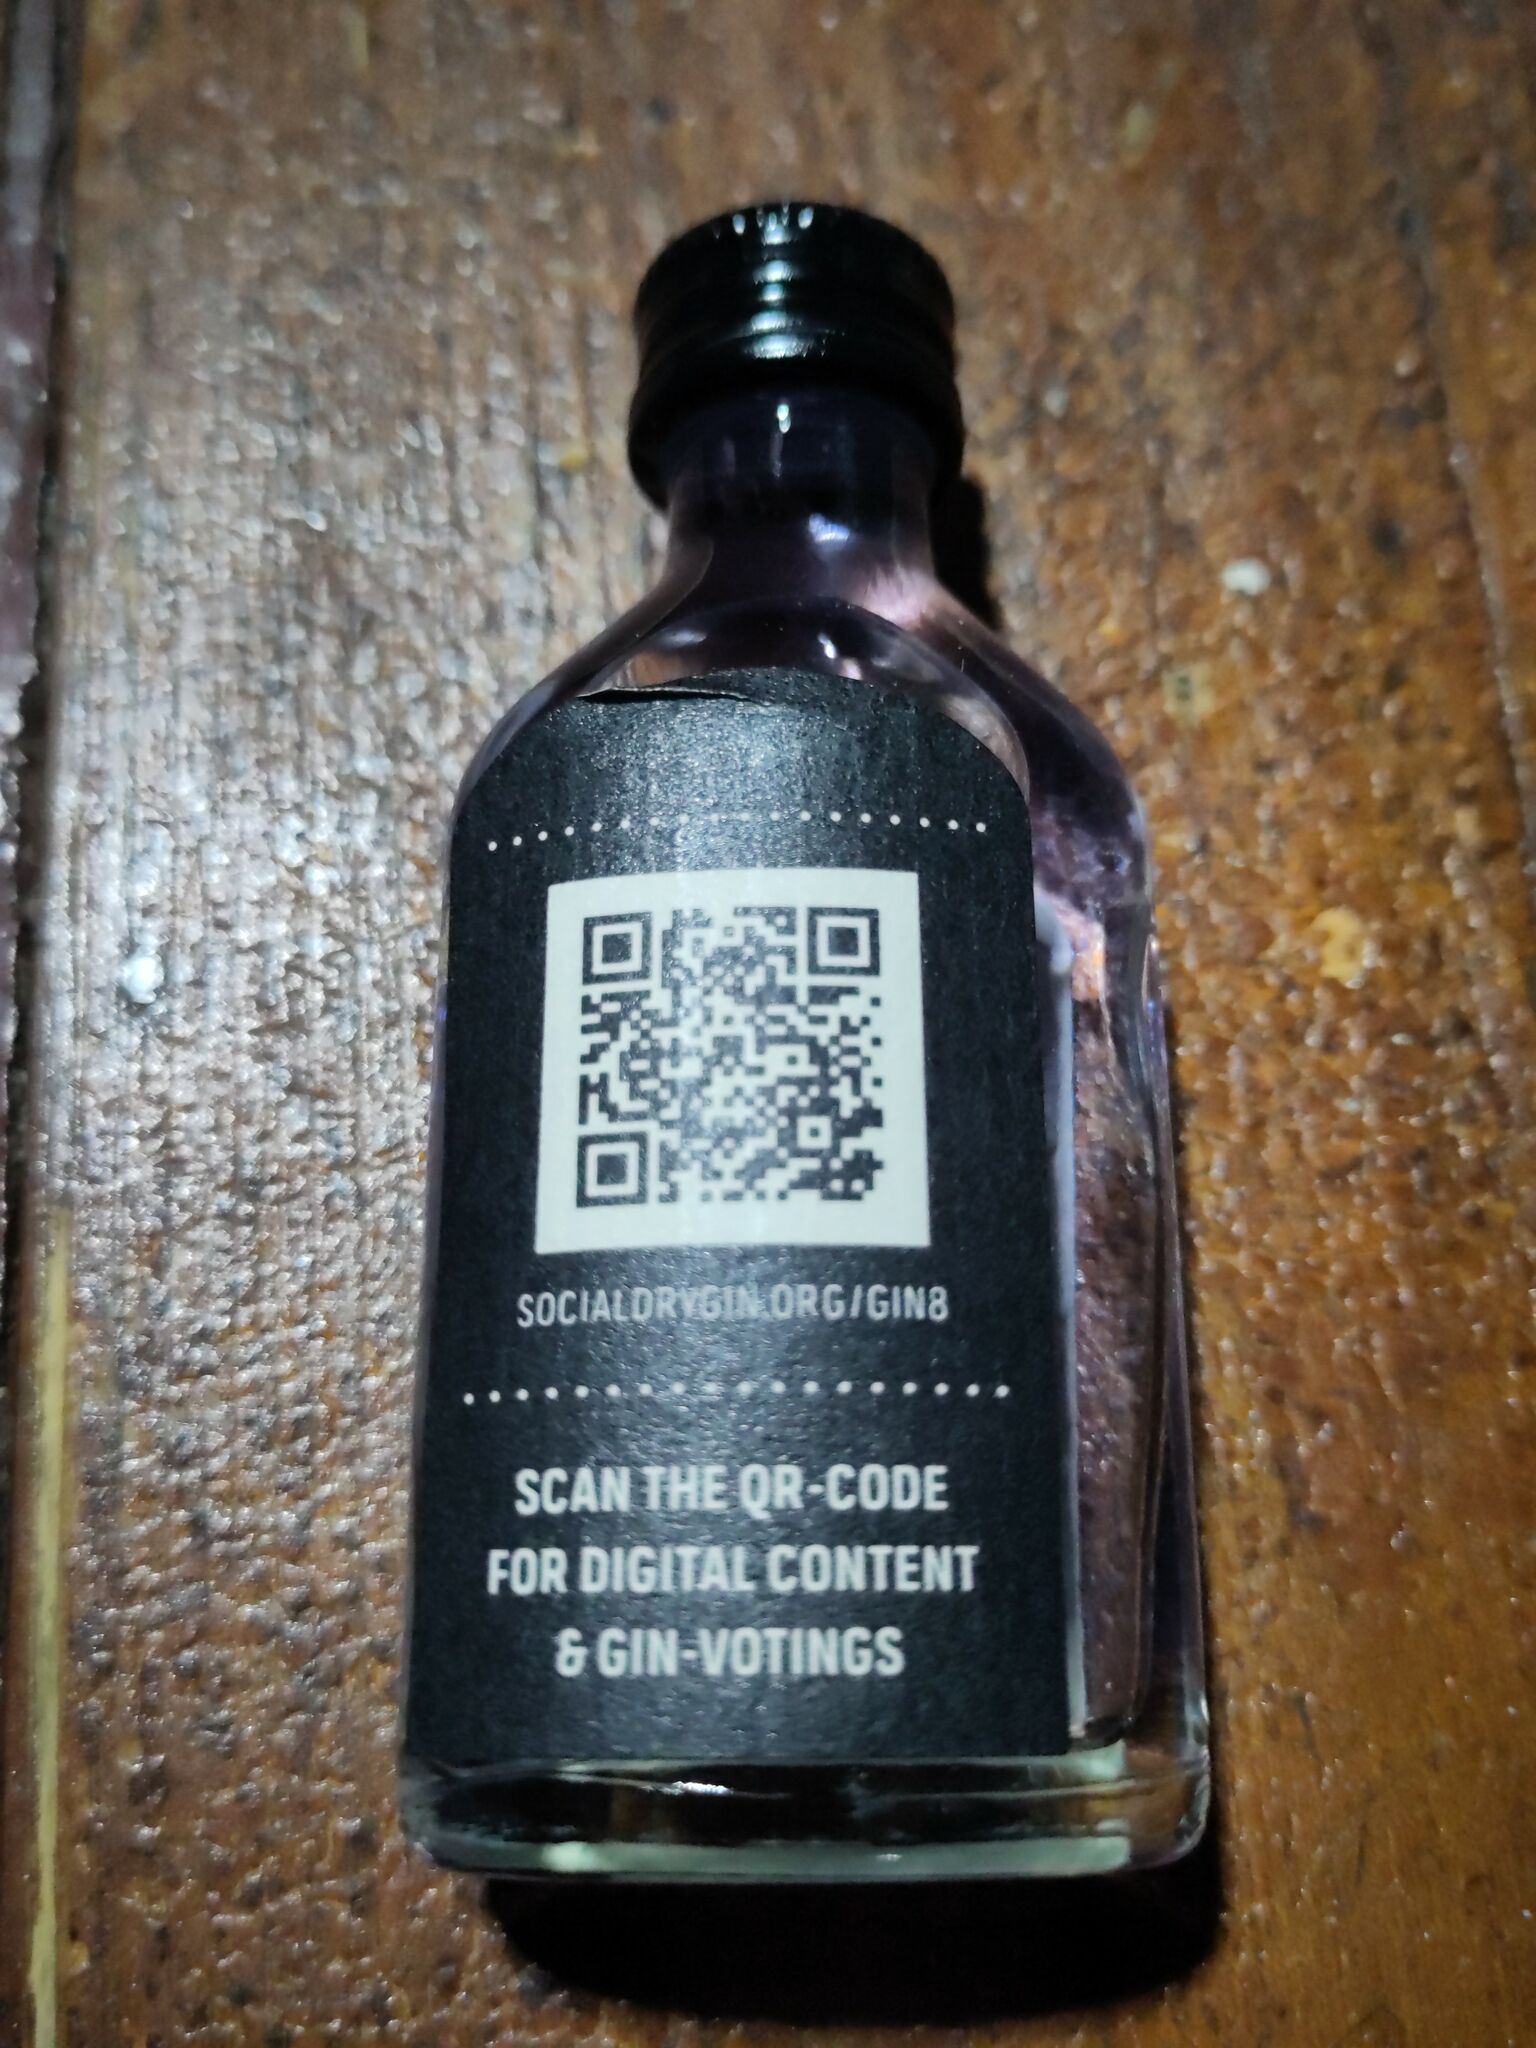 SOCIALDRYGIN.ORG/GIN8
SCAN THE QR-CODE
FOR DIGITAL CONTENT
& GIN-VOTINGS